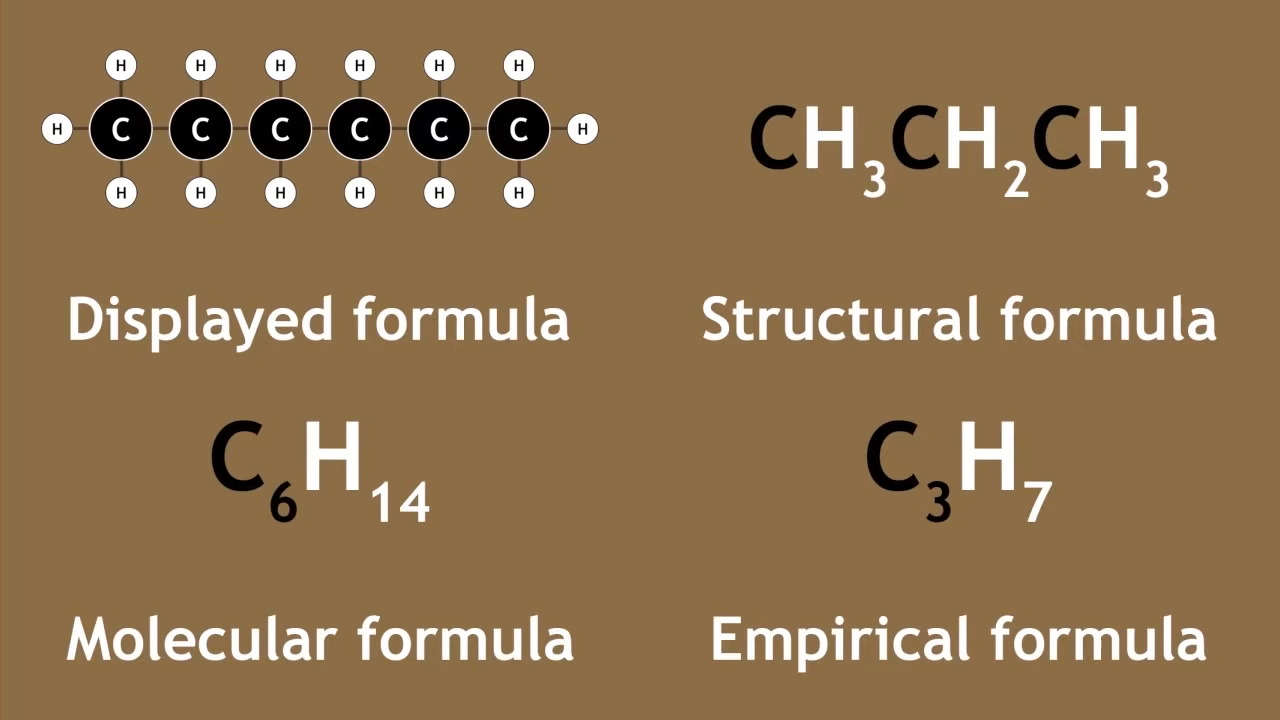 H H H H H H
H C C C C C C H
H H H H H H
CH₃CH₂CH₃
Displayed formula
Structural formula
C₆H₁₄
C₃H₇
Molecular formula
Empirical formula